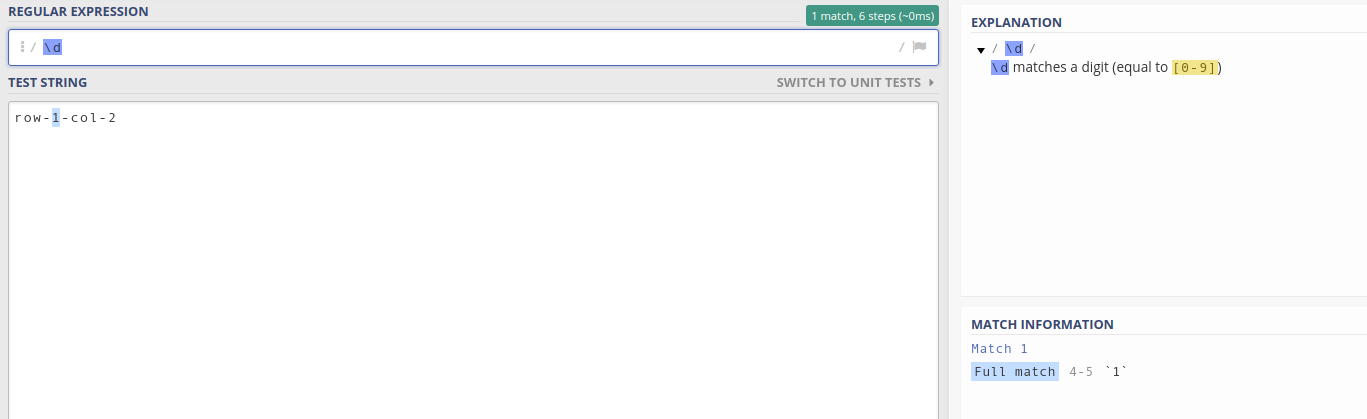 REGULAR EXPRESSION
1 match, 6 steps (~0ms)
/ \d /
TEST STRING
SWITCH TO UNIT TESTS
row-1-col-2
EXPLANATION
/ \d /
\d matches a digit (equal to [0-9])
MATCH INFORMATION
Match 1
Full match 4-5 `1`